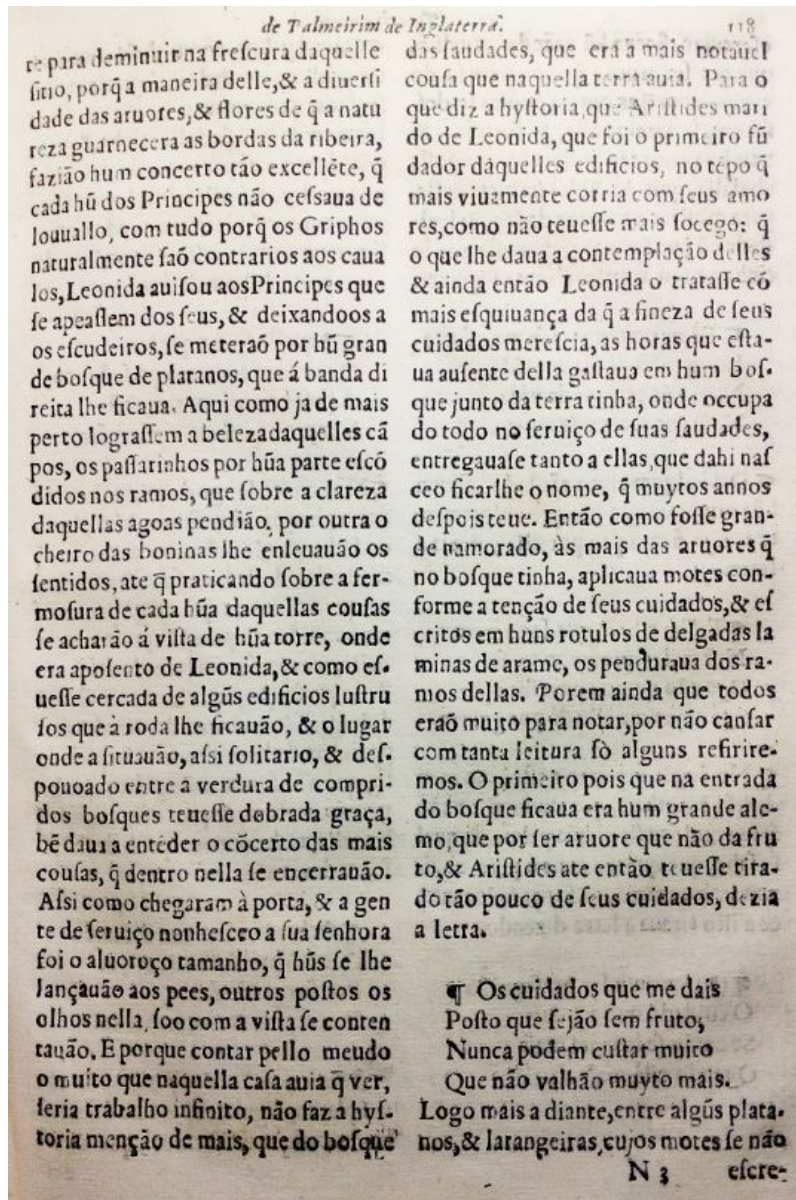 de Palmeirim de Inglaterra. 118
te para deminuir na freſcura daquelle
ſitio, porq̃ a maneira delle, & a diuerſi
dade das aruores, & flores de q̃ a natu
reza guarnecera as bordas da ribeira,
fazião hum concerto tão excellẽte, q̃
cada hũ dos Principes não ceſsaua de
louuallo, com tudo porq̃ os Griphos
naturalmente ſaõ contrarios aos caua
los, Leonida auiſou aos Principes que
ſe apeaſſem dos ſeus, & deixandoos a
os eſcudeiros, ſe meteraõ por hũ gran
de boſque de platanos, que á banda di
reita lhe ficaua. Aqui como ja de mais
perto lograſſem a beleza daquelles cã
pos, os paſſarinhos por hũa parte eſcõ
didos nos ramos, que ſobre a clareza
daquellas agoas pendião, por outra o
cheiro das boninas lhe enleuauão os
ſentidos, ate q̃ praticando ſobre a fer-
moſura de cada hũa daquellas couſas
ſe acharão á viſta de hũa torre, onde
era apoſento de Leonida, & como eſ-
ueſſe cercada de algũs edificios luſtru
ſos que à roda lhe ficauão, & o lugar
onde a ſituauão, aſsi ſolitario, & deſ-
pouoado entre a verdura de compri-
dos boſques teueſſe dobrada graça,
bẽ daua a entẽder o cõcerto das mais
couſas, q̃ dentro nella ſe encerrauão.
Aſsi como chegaram à porta, & a gen
te de ſeruiço nonheſceo a ſua ſenhora
foi o aluoroço tamanho, q̃ hũs ſe lhe
lançauão aos pees, outros poſtos os
olhos nella, ſoo com a viſta ſe conten
tauão. E porque contar pello meudo
o muito que naquella caſa auia q̃ ver,
ſeria trabalho infinito, não faz a hyſ-
toria menção de mais, que do boſque
das ſaudades, que era a mais notauel
couſa que naquella terra auia. Para o
que diz a hyſtoria, que Ariſtides mari
do de Leonida, que foi o primeiro fũ
dador daquelles edificios, no tẽpo q̃
mais viuamente corria com ſeus amo
res, como não teueſſe mais ſocego: q̃
o que lhe daua a contemplação delles
& ainda então Leonida o trataſſe cõ
mais eſquiuança da q̃ a fineza de ſeus
cuidados mereſcia, as horas que eſta-
ua auſente della gaſtaua em hum boſ-
que junto da terra tinha, onde occupa
do todo no ſeruiço de ſuas ſaudades,
entregauaſe tanto a ellas, que dahi naſ
ceo ficarlhe o nome, q̃ muytos annos
deſpois teue. Então como foſſe gran-
de namorado, às mais das aruores q̃
no boſque tinha, aplicaua motes con-
forme a tenção de ſeus cuidados, & eſ
critos em huns rotulos de delgadas la
minas de arame, os penduraua dos ra-
mos dellas. Porem ainda que todos
eraõ muito para notar, por não canſar
com tanta leitura ſò alguns refirire-
mos. O primeiro pois que na entrada
do boſque ficaua era hum grande ale-
mo, que por ſer aruore que não da fru
to, & Ariſtides ate então teueſſe tira-
do tão pouco de ſeus cuidados, dezia
a letra.
¶ Os cuidados que me dais
Poſto que ſejão ſem fruto,
Nunca podem cuſtar muito
Que não valhão muyto mais.
Logo mais a diante, entre algũs plata-
nos, & larangeiras, cujos motes ſe não
N 3 eſcre-